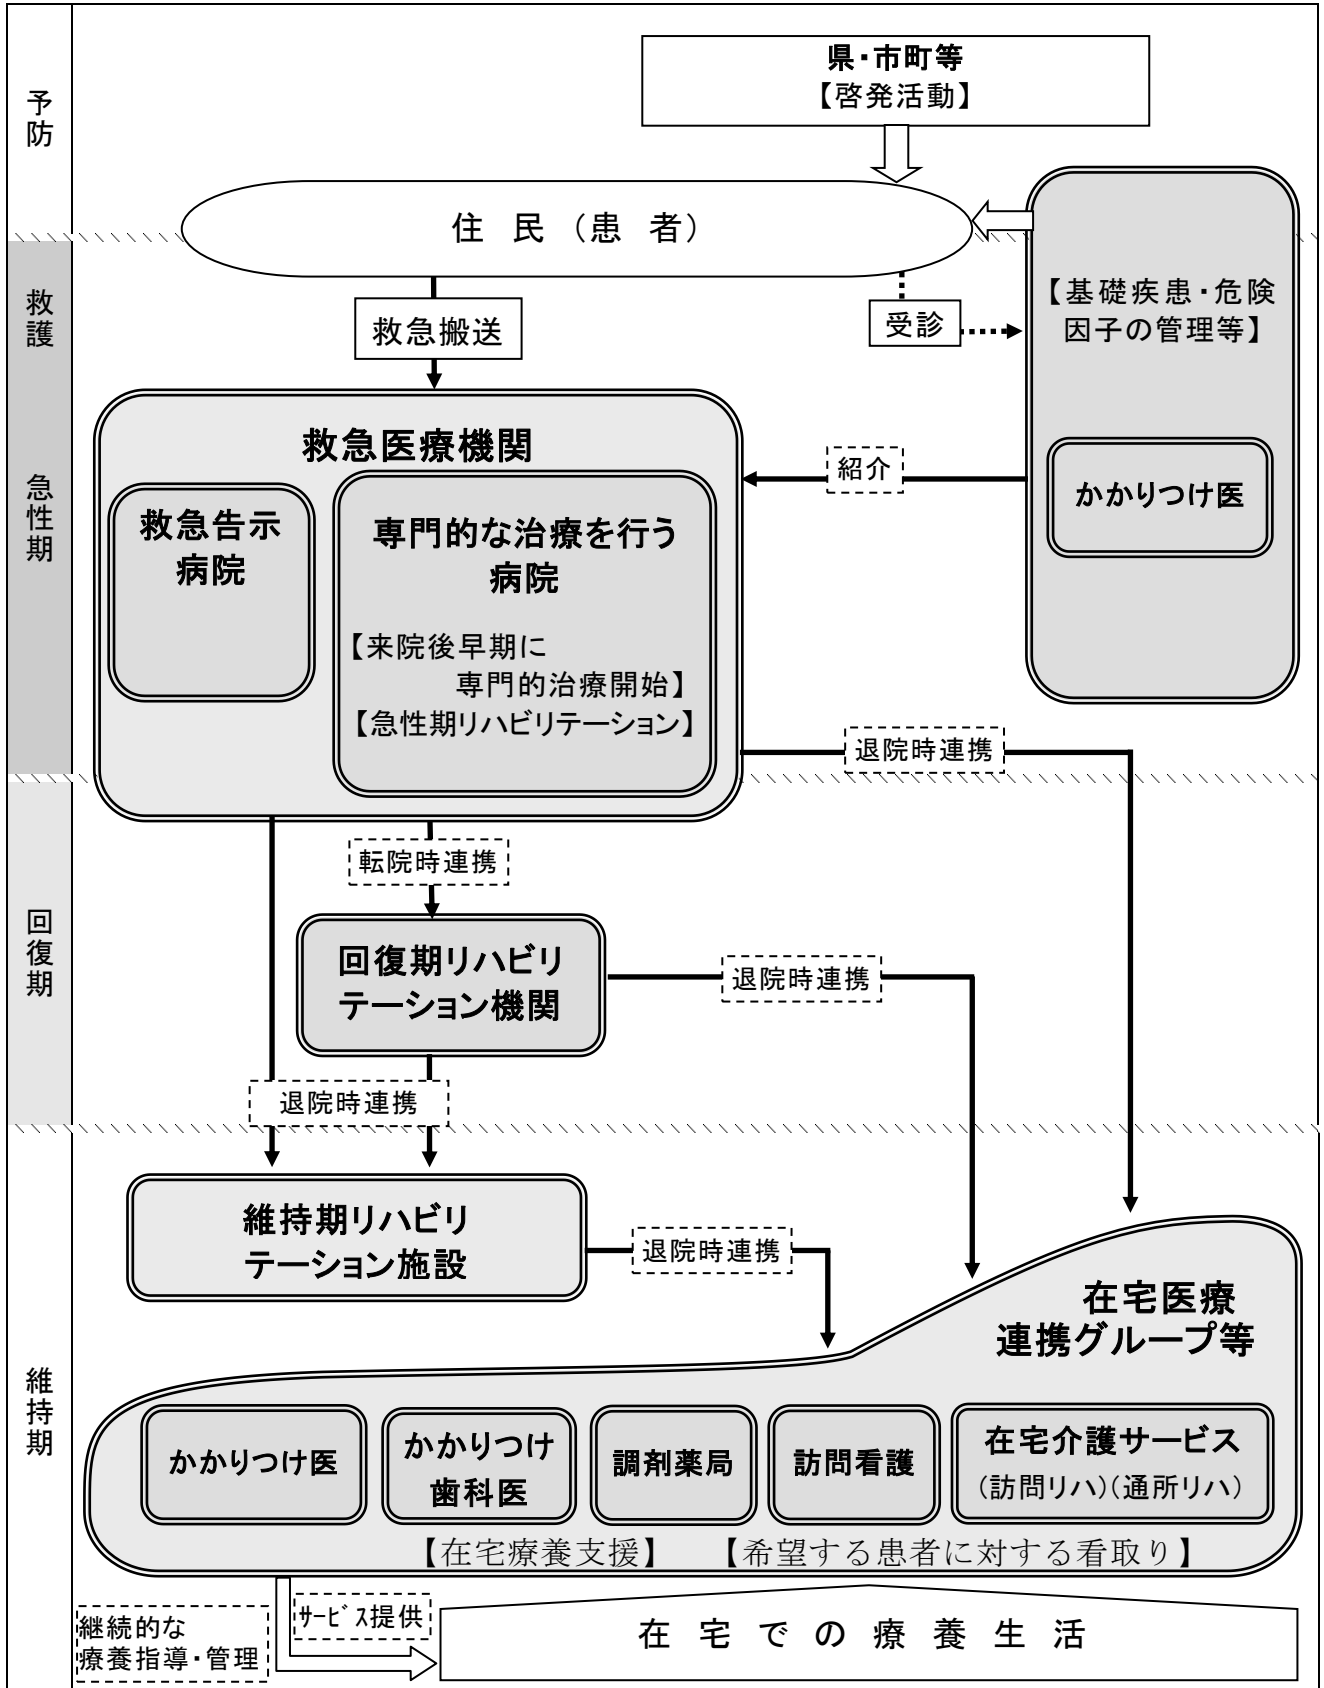 予防
県・市町等
【啓発活動】
住 民 （患 者）
救護
救急搬送
受診
【基礎疾患・危険
因子の管理等】
急性期
救急医療機関
紹介
かかりつけ医
救急告示
病院
専門的な治療を行う
病院
【来院後早期に
専門的治療開始】
【急性期リハビリテーション】
退院時連携
回復期
転院時連携
回復期リハビリ
テーション機関
退院時連携
退院時連携
維持期
維持期リハビリ
テーション施設
退院時連携
在宅医療
連携グループ等
かかりつけ医
かかりつけ
歯科医
調剤薬局
訪問看護
在宅介護サービス
（訪問リハ）（通所リハ）
【在宅療養支援】 【希望する患者に対する看取り】
継続的な
療養指導・管理
ｻｰﾋﾞｽ提供
在 宅 で の 療 養 生 活